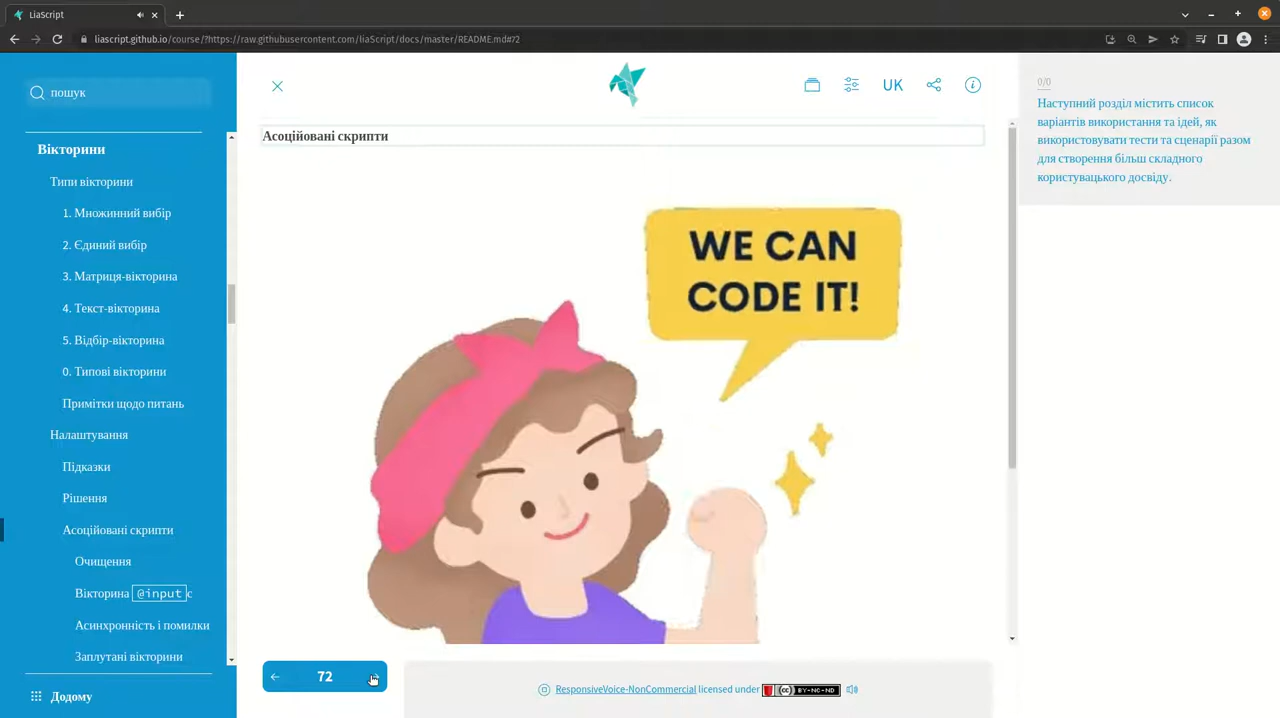 LiaScript
liascript.github.io/course/?https://raw.githubusercontent.com/liaScript/docs/master/README.md#72
пошук
Вікторини
Типи вікторини
1. Множинний вибір
2. Єдиний вибір
3. Матриця-вікторина
4. Текст-вікторина
5. Відбір-вікторина
0. Типові вікторини
Примітки щодо питань
Налаштування
Підказки
Рішення
Асоційовані скрипти
Очищення
Вікторина @input с
Асинхронність і помилки
Заплутані вікторини
Додому
UK
Асоційовані скрипти
WE CAN
CODE IT!
72
ResponsiveVoice-NonCommercial licensed under
CC BY-NC-ND
0/0
Наступний розділ містить список
варіантів використання та ідей, як
використовувати тести та сценарії разом
для створення більш складного
користувацького досвіду.